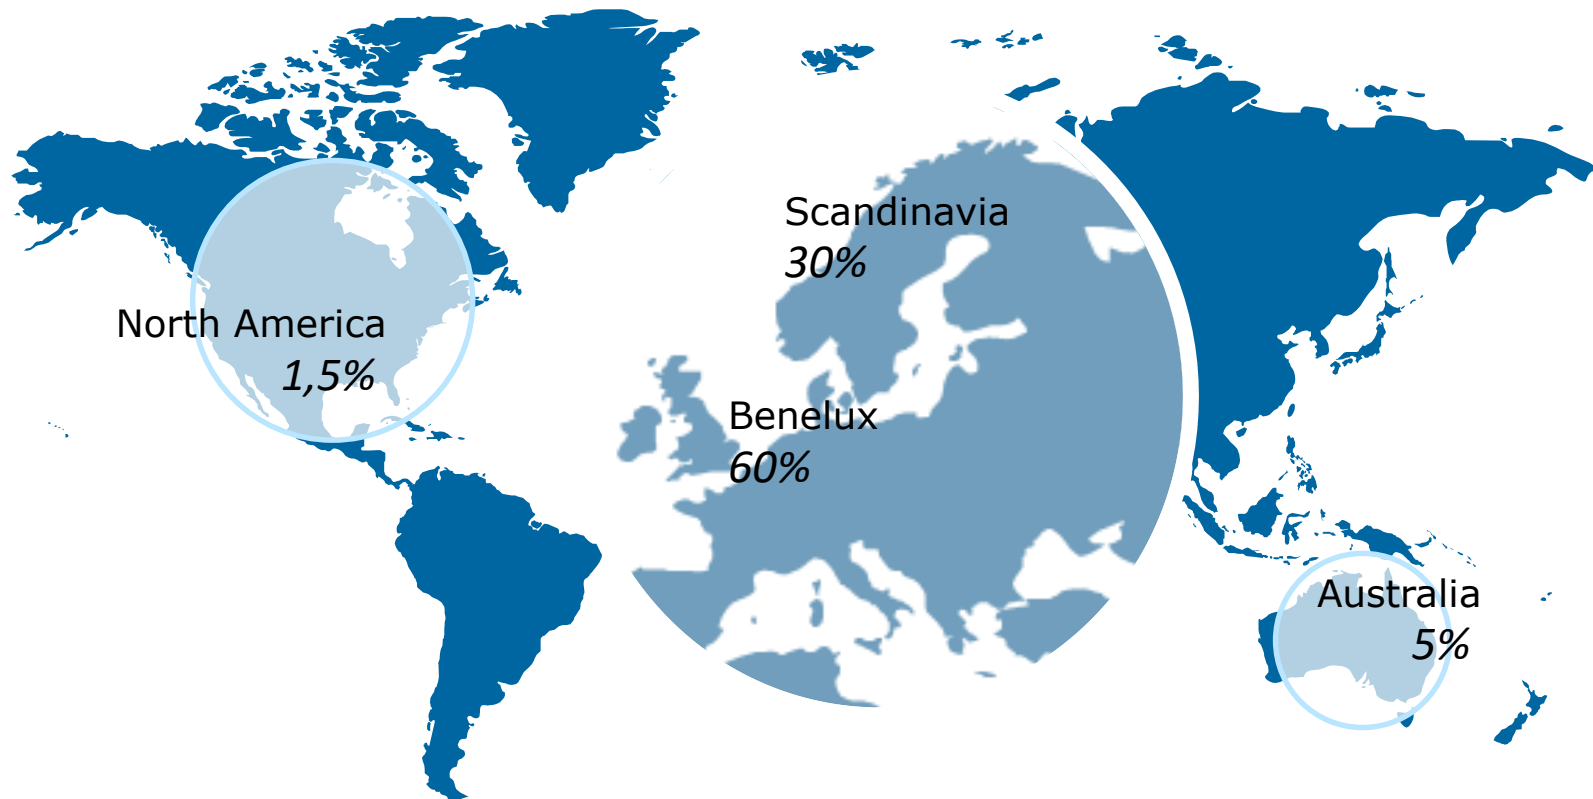 Scandinavia
30%
North America
1,5%
Benelux
60%
Australia
5%